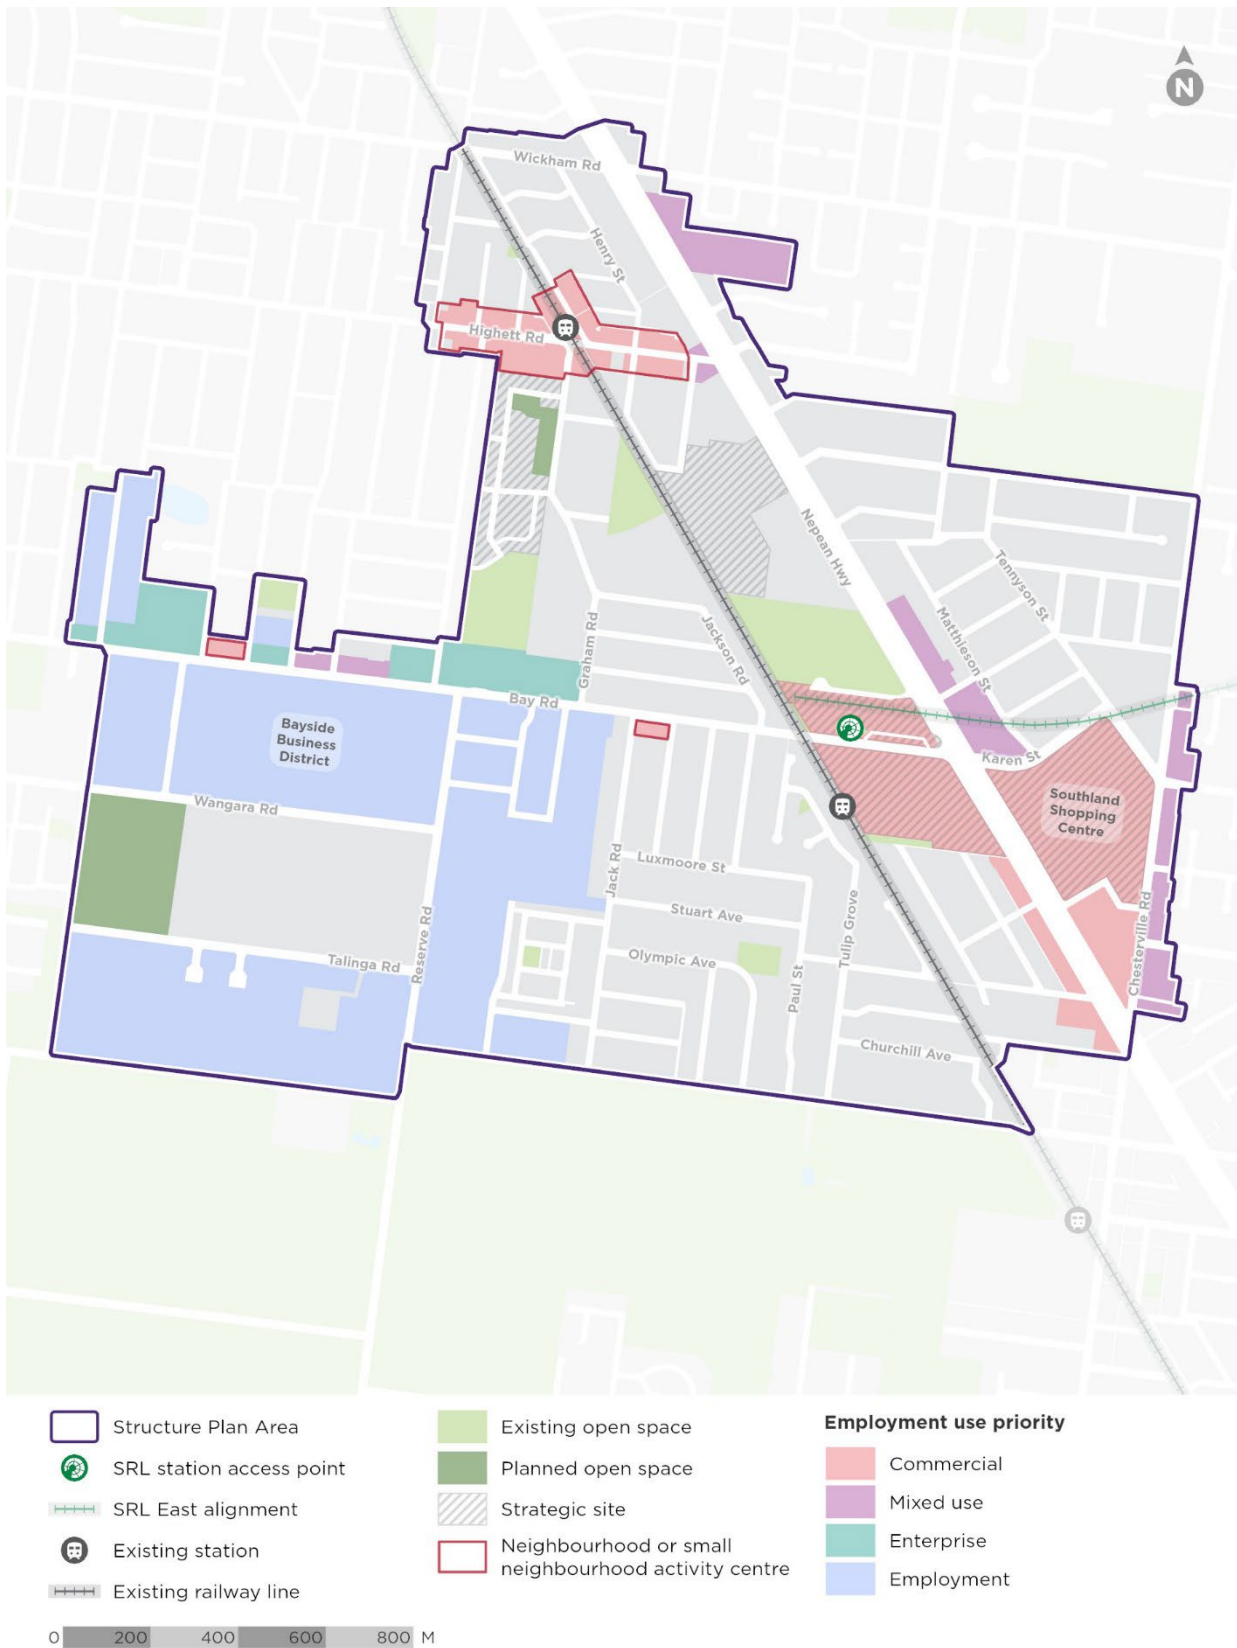 N
Wickham Rd
Henry St
Highett Rd
Nepean Hwy
Tennyson St
Matthieson St
Jackson Rd
Graham Rd
Bay Rd
Bayside
Business
District
Karen St
Wangara Rd
Southland
Shopping
Centre
Luxmoore St
Jack Rd
Stuart Ave
Reserve Rd
Tulip Grove
Chesterville Rd
Talinga Rd
Olympic Ave
Paul St
Churchill Ave
Structure Plan Area
SRL station access point
SRL East alignment
Existing station
Existing railway line
Existing open space
Planned open space
Strategic site
Neighbourhood or small
neighbourhood activity centre
Employment use priority
Commercial
Mixed use
Enterprise
Employment
0 200 400 600 800 M